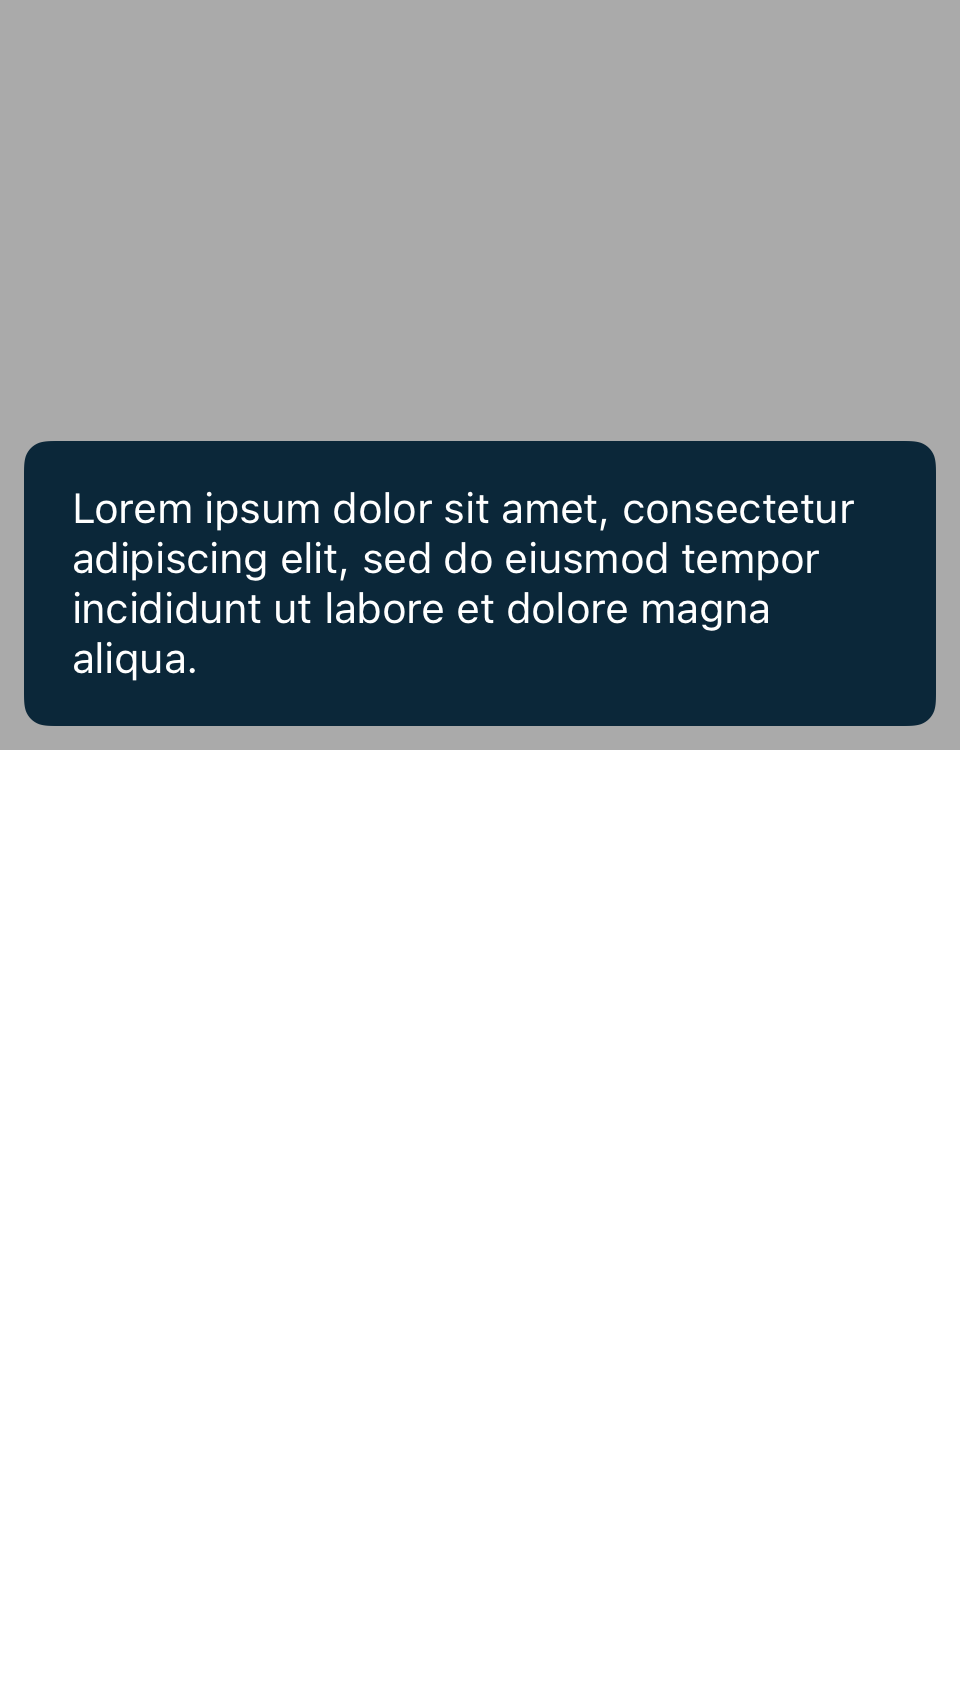 Lorem ipsum dolor sit amet, consectetur
adipiscing elit, sed do eiusmod tempor
incididunt ut labore et dolore magna
aliqua.